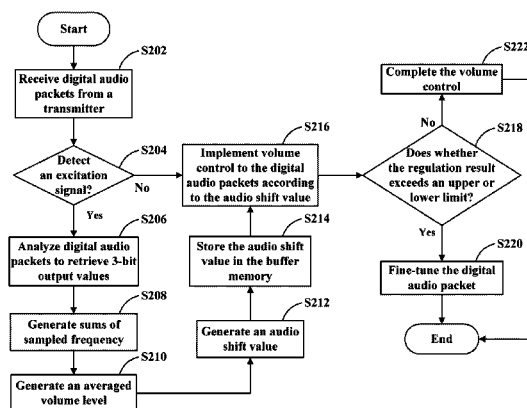 Start
S202
Receive digital audio
packets from a
transmitter
S204
Detect
an excitation
signal?
No
Yes
S206
Analyze digital audio
packets to retrieve 3-bit
output values
S208
Generate sums of
sampled frequency
S210
Generate an averaged
volume level
S216
Implement volume
control to the digital
audio packets according
to the audio shift value
S214
Store the audio shift
value in the buffer
memory
S212
Generate an audio
shift value
S222
Complete the volume
control
No
S218
Does whether
the regulation result
exceeds an upper or
lower limit?
Yes
S220
Fine-tune the digital
audio packet
End